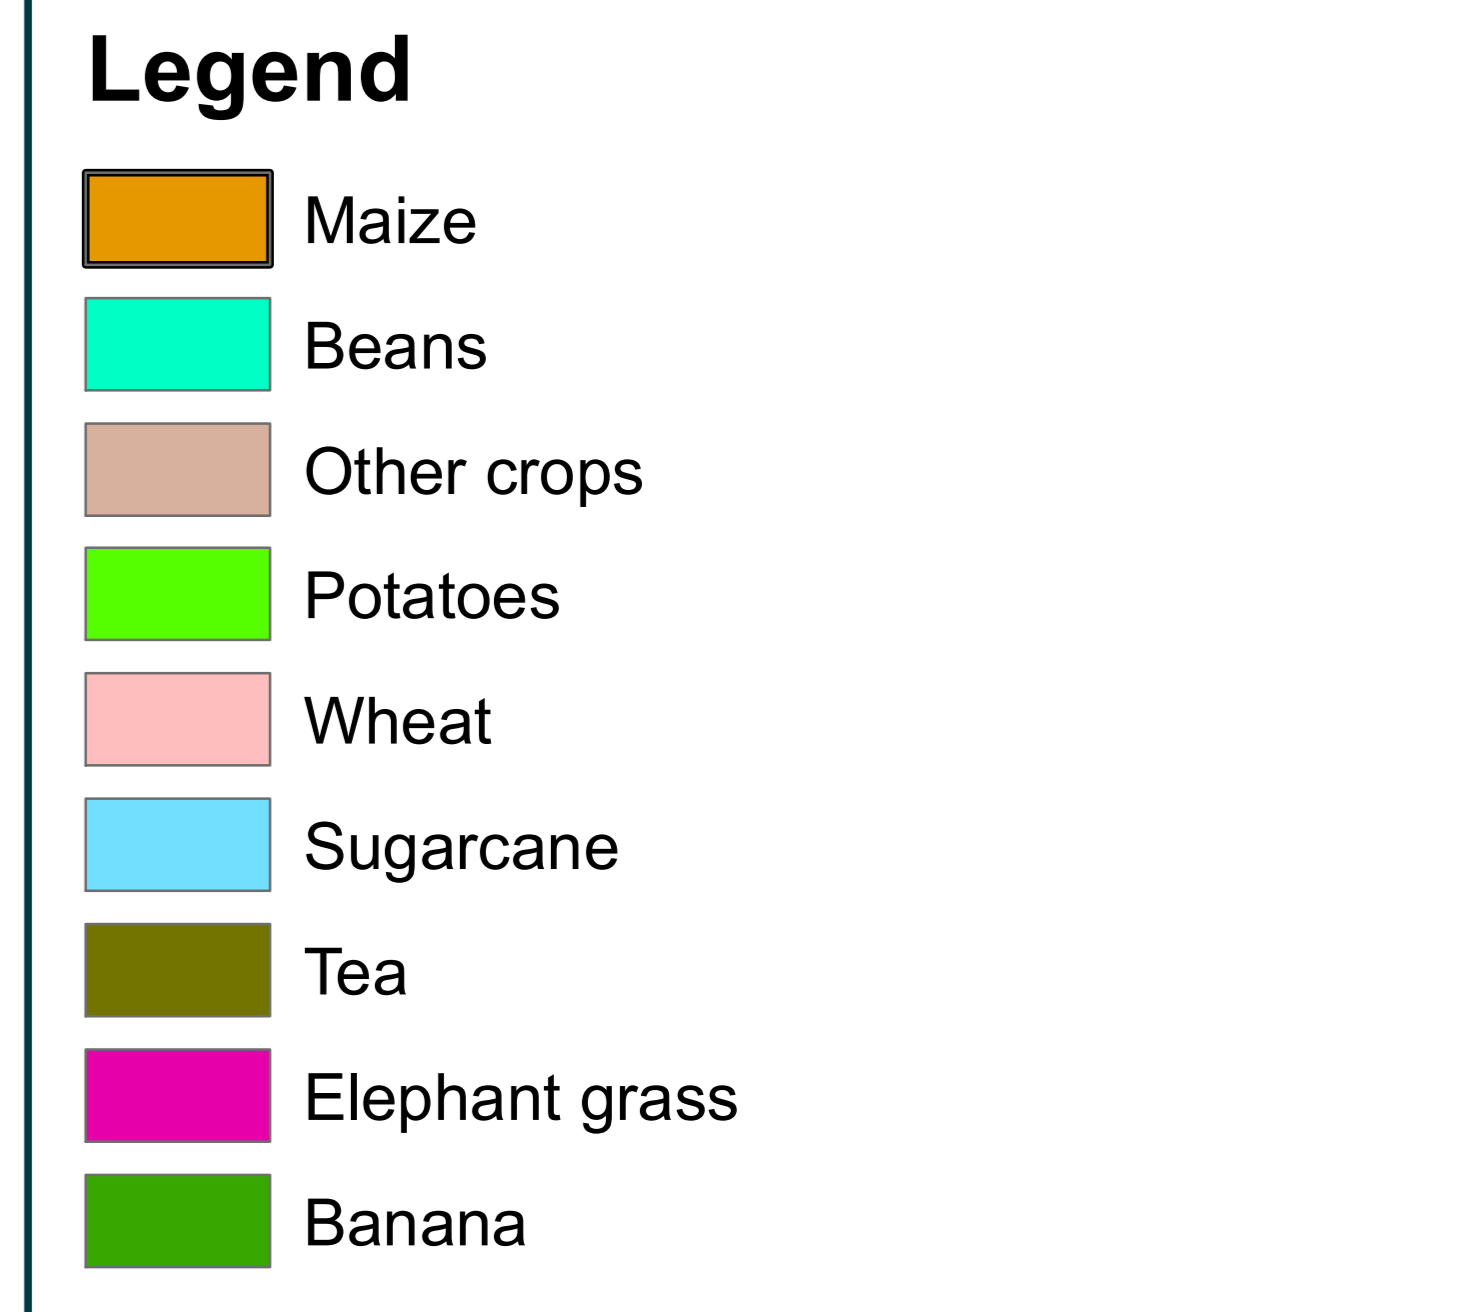 Legend
Maize
Beans
Other crops
Potatoes
Wheat
Sugarcane
Tea
Elephant grass
Banana